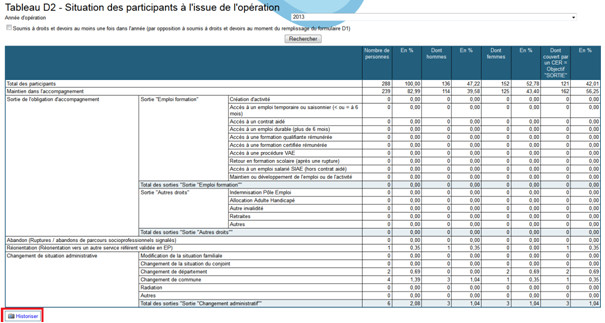 Tableau D2 - Situation des participants à l'issue de l'opération
Année d'opération 2013
Soumis à droits et devoirs au moins une fois dans l'année (par opposition à soumis à droits et devoirs au moment du remplissage du formulaire D1)
Rechercher
Nombre de personnes En % Dont hommes En % Dont femmes En % Dont couvert par un CER = Objectif "SORTIE" En %
Total des participants 288 100,00 136 47,22 152 52,78 121 42,01
Maintien dans l'accompagnement 239 82,99 114 39,58 125 43,40 162 56,25
Sortie de l'obligation d'accompagnement Sortie "Emploi formation" Création d'activité 0 0,00 0 0,00 0 0,00 0 0,00
Accès à un emploi temporaire ou saisonnier (< ou = à 6 mois) 0 0,00 0 0,00 0 0,00 0 0,00
Accès à un contrat aidé 0 0,00 0 0,00 0 0,00 0 0,00
Accès à un emploi durable (plus de 6 mois) 0 0,00 0 0,00 0 0,00 0 0,00
Accès à une formation qualifiante rémunérée 0 0,00 0 0,00 0 0,00 0 0,00
Accès à une formation certifiée rémunérée 0 0,00 0 0,00 0 0,00 0 0,00
Accès à une procédure VAE 0 0,00 0 0,00 0 0,00 0 0,00
Retour en formation scolaire (après une rupture) 0 0,00 0 0,00 0 0,00 0 0,00
Accès à un emploi salarié SIAE (hors contrat aidé) 0 0,00 0 0,00 0 0,00 0 0,00
Maintien ou développement de l'emploi ou de l'activité 0 0,00 0 0,00 0 0,00 0 0,00
Total des sorties "Sortie "Emploi formation"" 0 0,00 0 0,00 0 0,00 0 0,00
Sortie "Autres droits" Indemnisation Pôle Emploi 0 0,00 0 0,00 0 0,00 0 0,00
Allocation Adulte Handicapé 0 0,00 0 0,00 0 0,00 0 0,00
Autre invalidité 0 0,00 0 0,00 0 0,00 0 0,00
Retraites 0 0,00 0 0,00 0 0,00 0 0,00
Autres 0 0,00 0 0,00 0 0,00 0 0,00
Total des sorties "Sortie "Autres droits"" 0 0,00 0 0,00 0 0,00 0 0,00
Abandon (Ruptures / abandons de parcours socioprofessionnels signalés) 0 0,00 0 0,00 0 0,00 0 0,00
Réorientation (Réorientation vers un autre service référent validée en EP) 1 0,35 1 0,35 0 0,00 1 0,35
Changement de situation administrative Modification de la situation familiale 0 0,00 0 0,00 0 0,00 0 0,00
Changement de la situation du conjoint 0 0,00 0 0,00 0 0,00 0 0,00
Changement de département 2 0,69 0 0,00 2 0,69 2 0,69
Changement de commune 4 1,39 3 1,04 1 0,35 1 0,35
Radiation 0 0,00 0 0,00 0 0,00 0 0,00
Autres 0 0,00 0 0,00 0 0,00 0 0,00
Total des sorties "Sortie "Changement administratif"" 6 2,08 3 1,04 3 1,04 3 1,04
Historiser